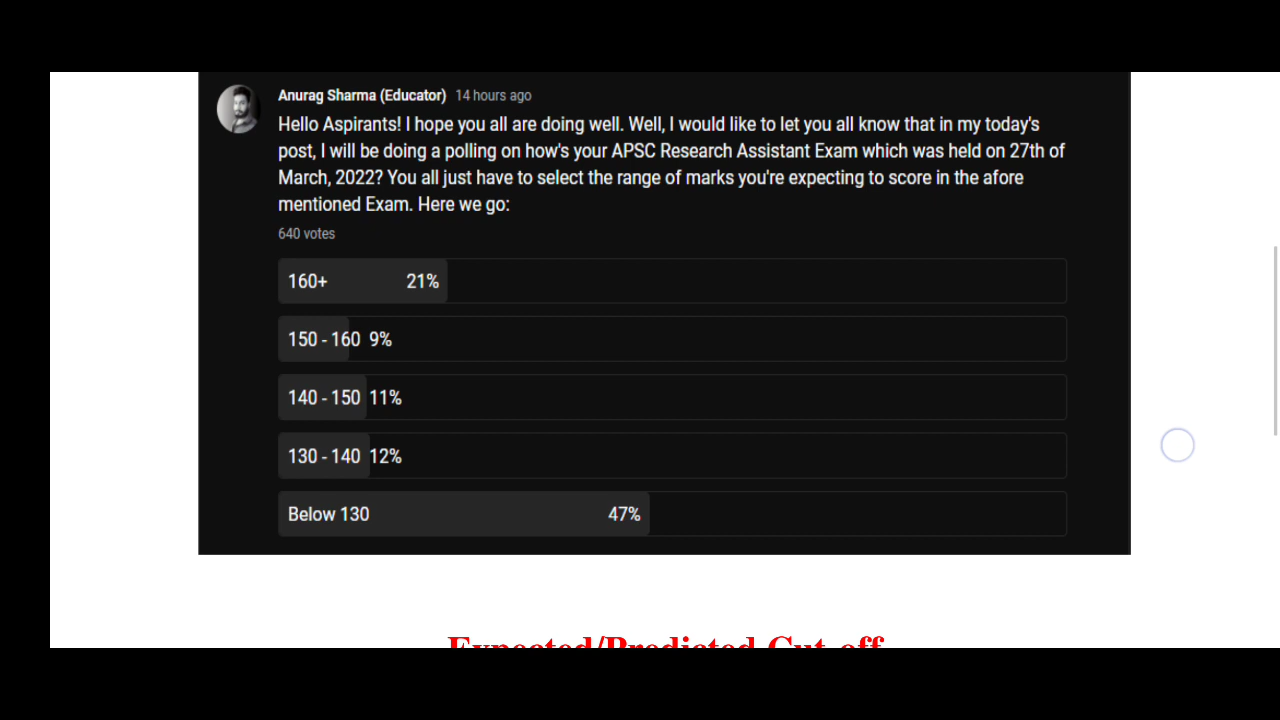 Anurag Sharma (Educator) 14 hours ago
Hello Aspirants! I hope you all are doing well. Well, I would like to let you all know that in my today's
post, I will be doing a polling on how's your APSC Research Assistant Exam which was held on 27th of
March, 2022? You all just have to select the range of marks you're expecting to score in the afore
mentioned Exam. Here we go:
640 votes
160+ 21%
150 - 160 9%
140 - 150 11%
130 - 140 12%
Below 130 47%
Expected/Predicted Cut-off